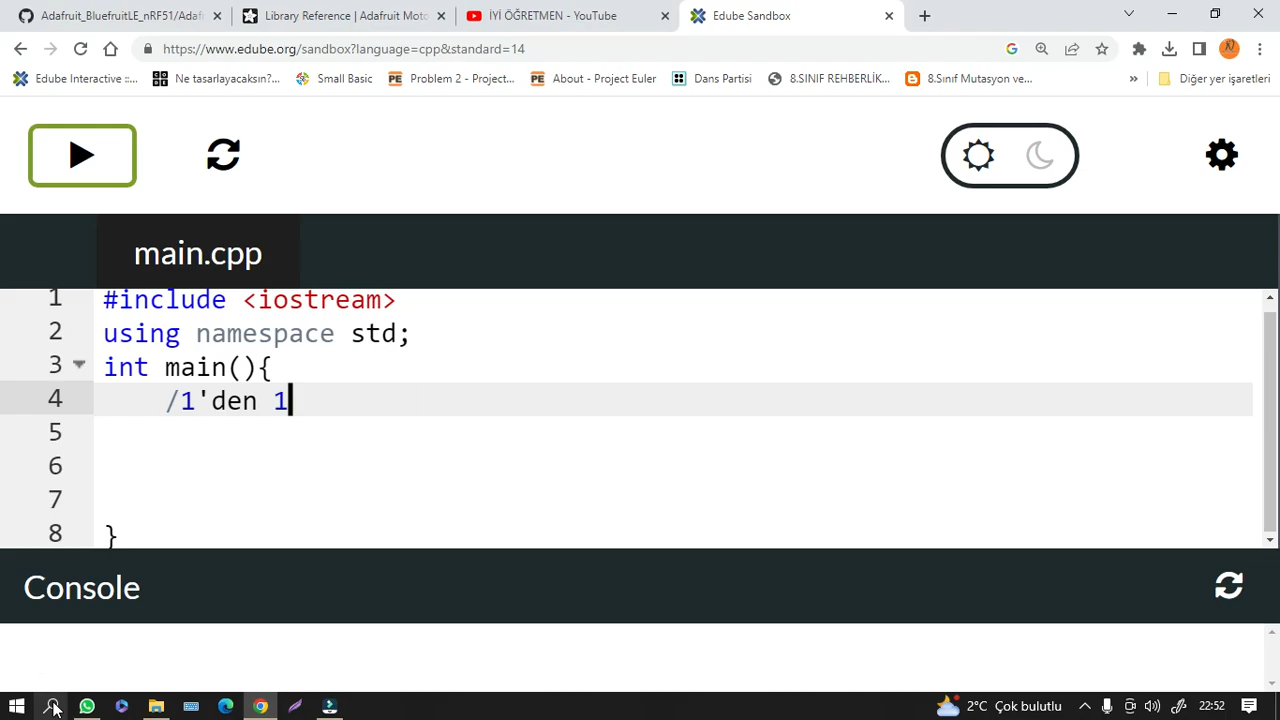 Adafruit_BluefruitLE_nRF51/Adaf
Library Reference | Adafruit Moto
İYİ ÖĞRETMEN - YouTube
Edube Sandbox
https://www.edube.org/sandbox?language=cpp&standard=14
Edube Interactive ::...
Ne tasarlayacaksın?...
Small Basic
Problem 2 - Project...
About - Project Euler
Dans Partisi
8.SINIF REHBERLİK...
8.Sınıf Mutasyon ve...
»
Diğer yer işaretleri
main.cpp
1 #include <iostream>
2 using namespace std;
3 int main(){
4 /1'den 1
5
6
7
8 }
Console
2°C Çok bulutlu
22:52